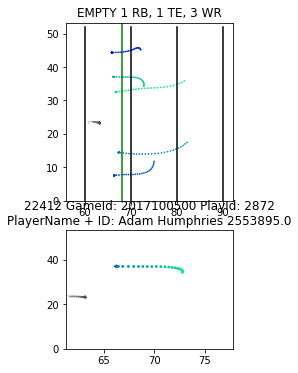 EMPTY 1 RB, 1 TE, 3 WR
50
40
30
20
10
0
60 70 80 90
22412 GameId: 2017100500 PlayId: 2872
PlayerName + ID: Adam Humphries 2553895.0
40
20
0
65 70 75